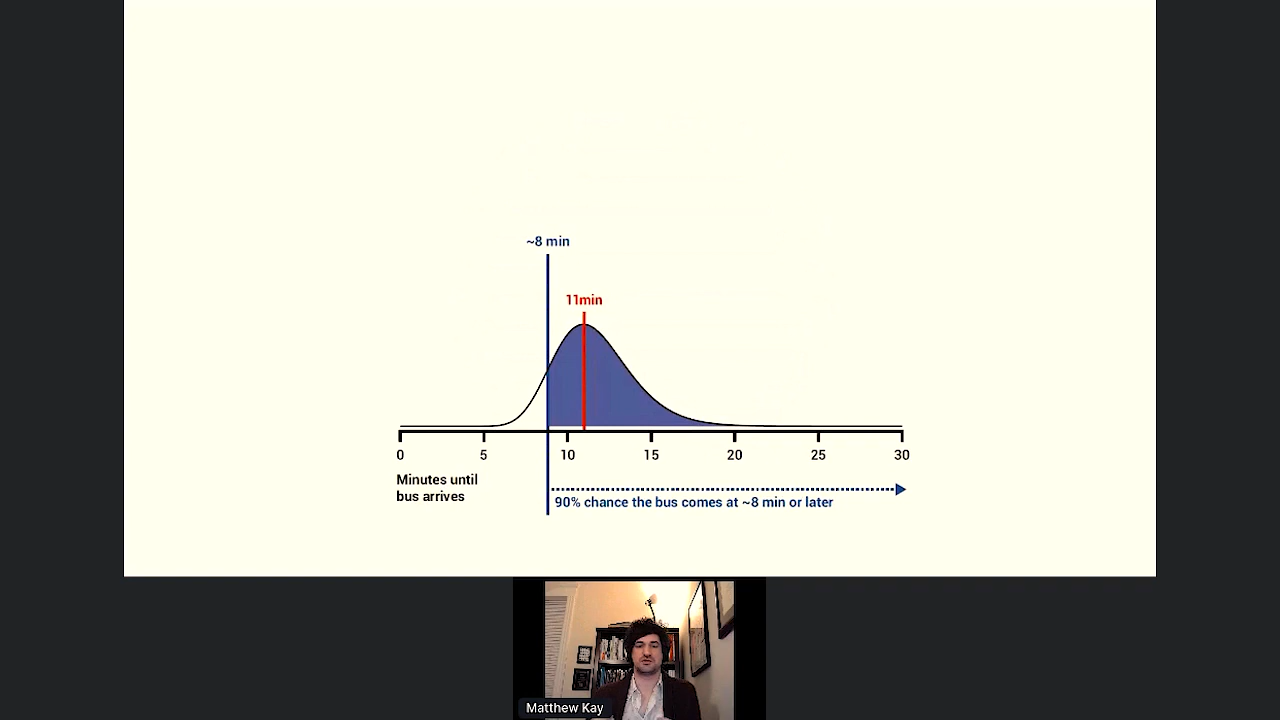 ~8 min
11min
0 5 10 15 20 25 30
Minutes until
bus arrives
90% chance the bus comes at ~8 min or later
Matthew Kay